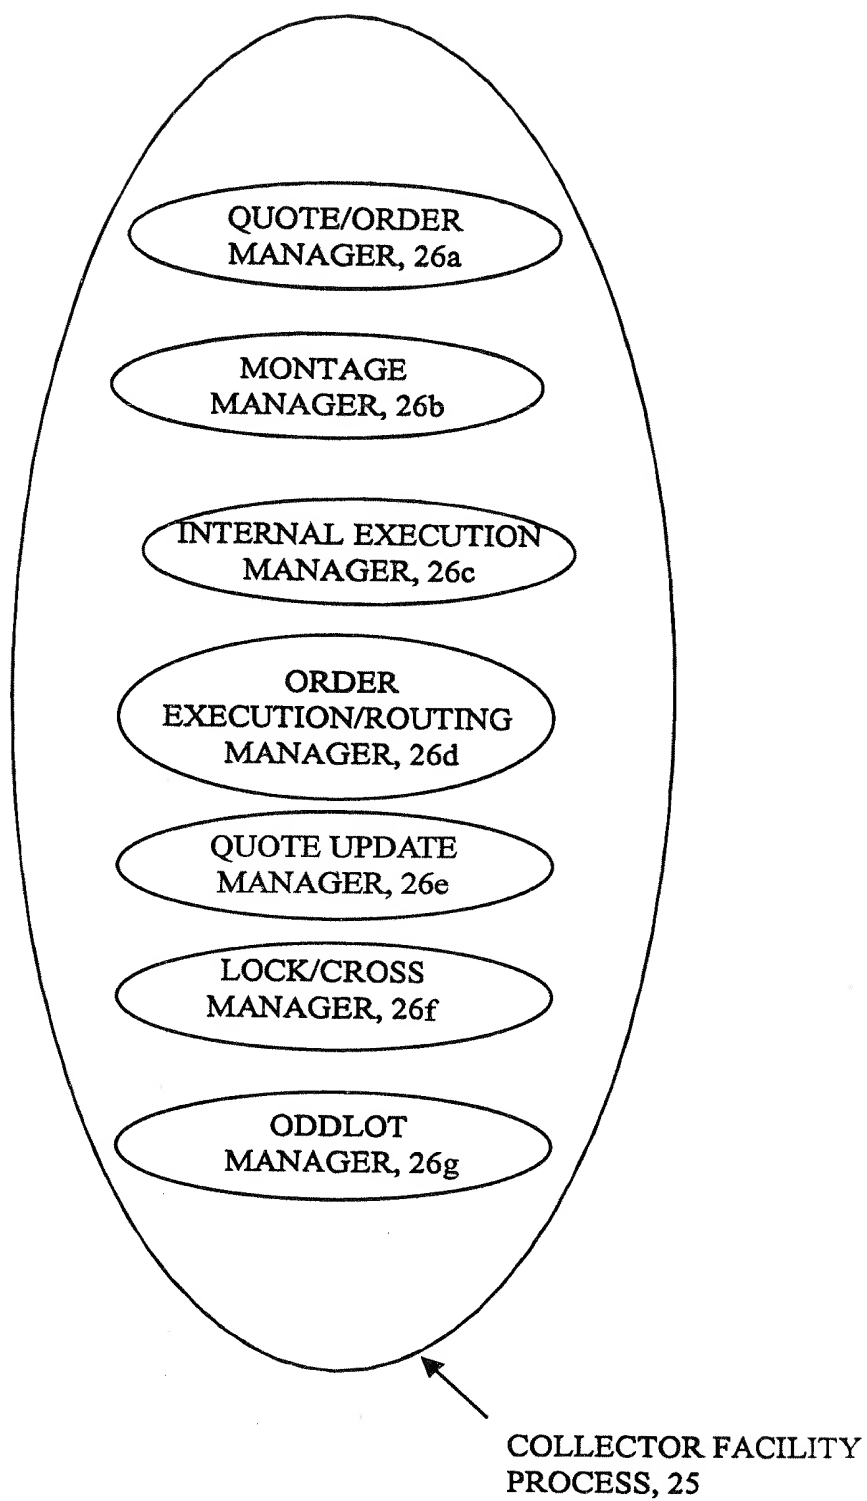 QUOTE/ORDER
MANAGER, 26a
MONTAGE
MANAGER, 26b
INTERNAL EXECUTION
MANAGER, 26c
ORDER
EXECUTION/ROUTING
MANAGER, 26d
QUOTE UPDATE
MANAGER, 26e
LOCK/CROSS
MANAGER, 26f
ODDLOT
MANAGER, 26g
COLLECTOR FACILITY
PROCESS, 25